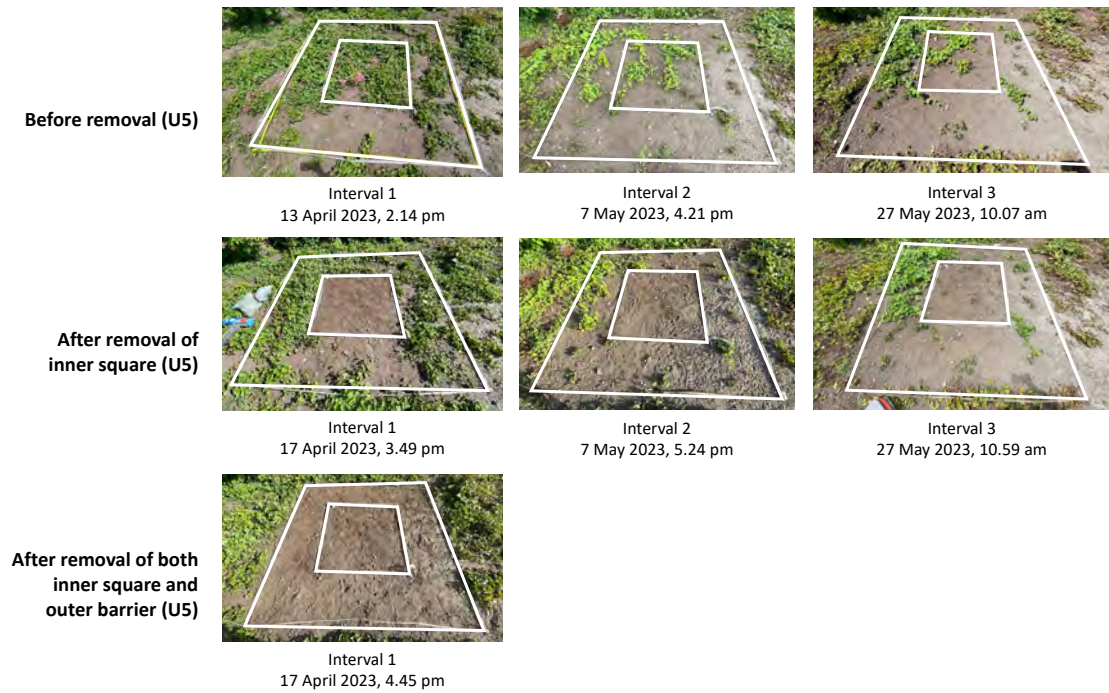 Before removal (U5)
Interval 1
13 April 2023, 2.14 pm
Interval 2
7 May 2023, 4.21 pm
Interval 3
27 May 2023, 10.07 am
After removal of
inner square (U5)
Interval 1
17 April 2023, 3.49 pm
Interval 2
7 May 2023, 5.24 pm
Interval 3
27 May 2023, 10.59 am
After removal of both
inner square and
outer barrier (U5)
Interval 1
17 April 2023, 4.45 pm